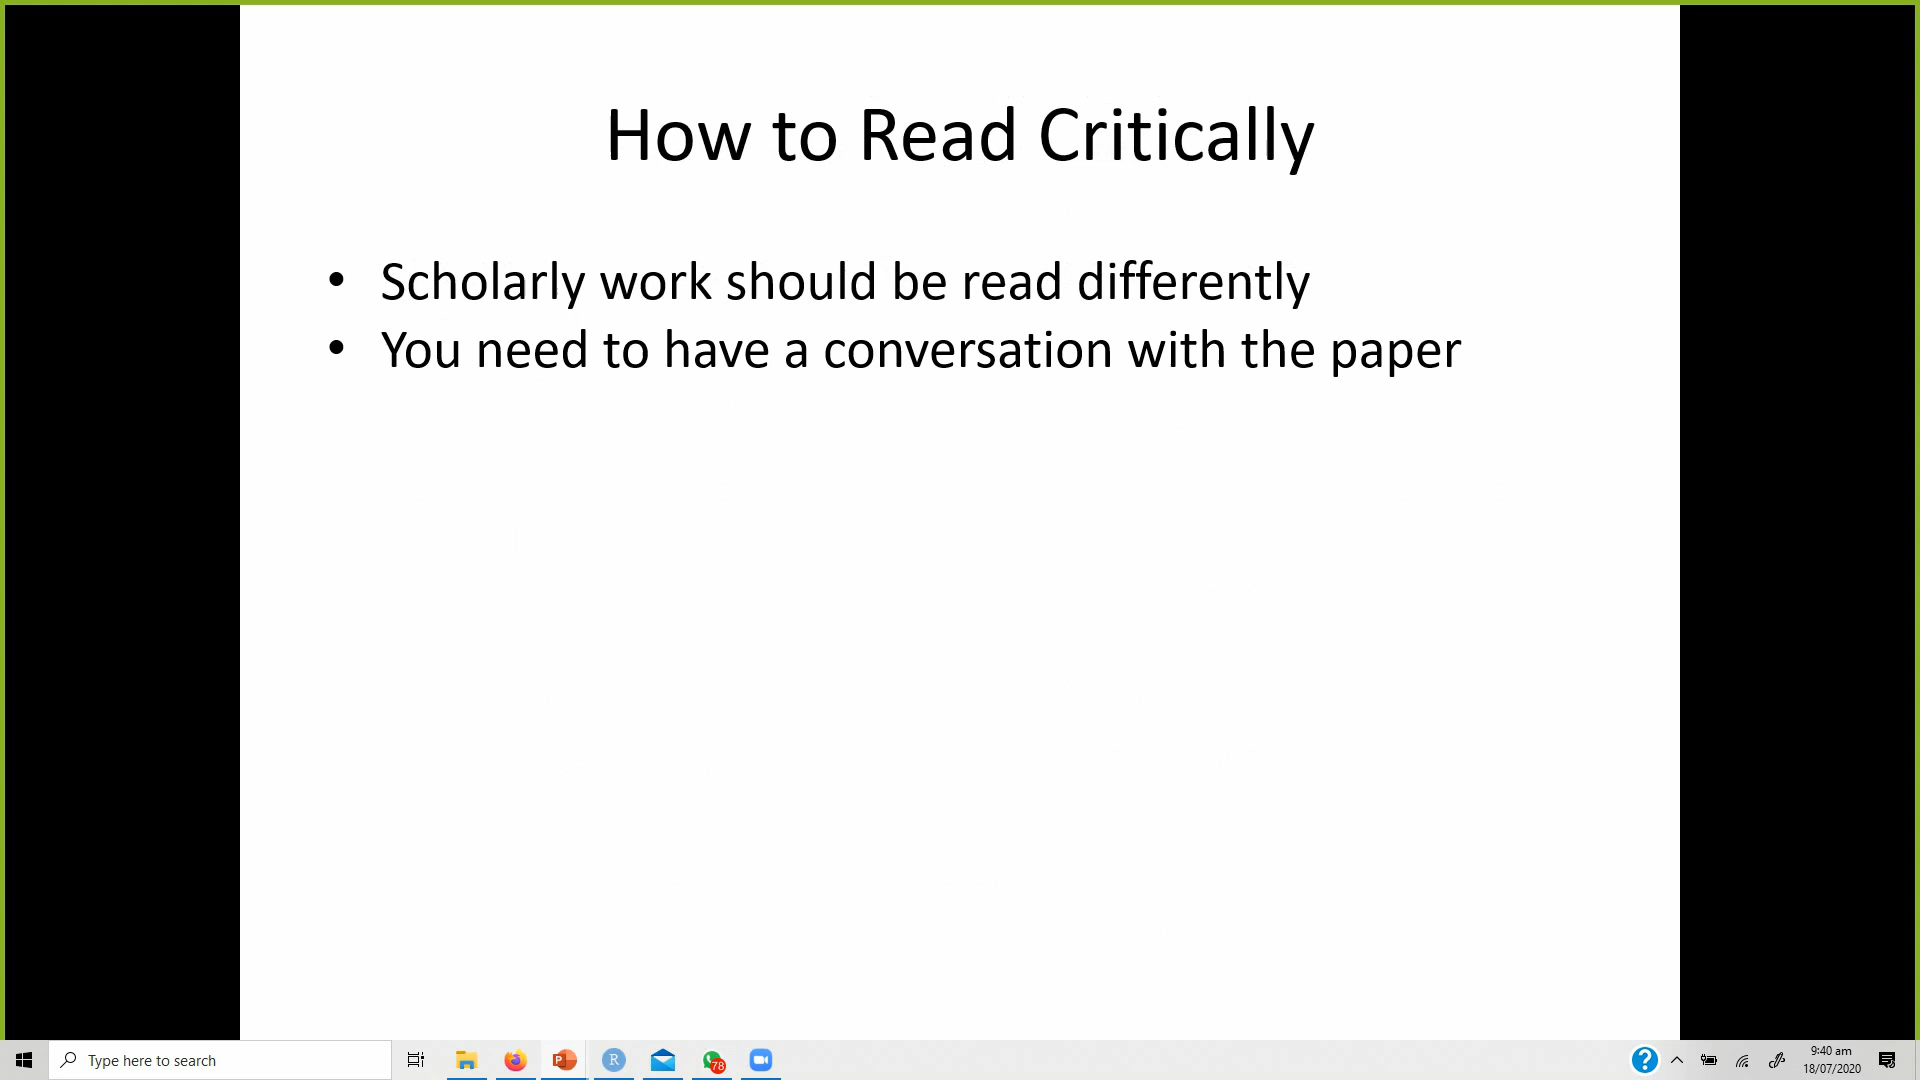 How to Read Critically
• Scholarly work should be read differently
• You need to have a conversation with the paper
Type here to search
P
R
78
?
9:40 am
18/07/2020